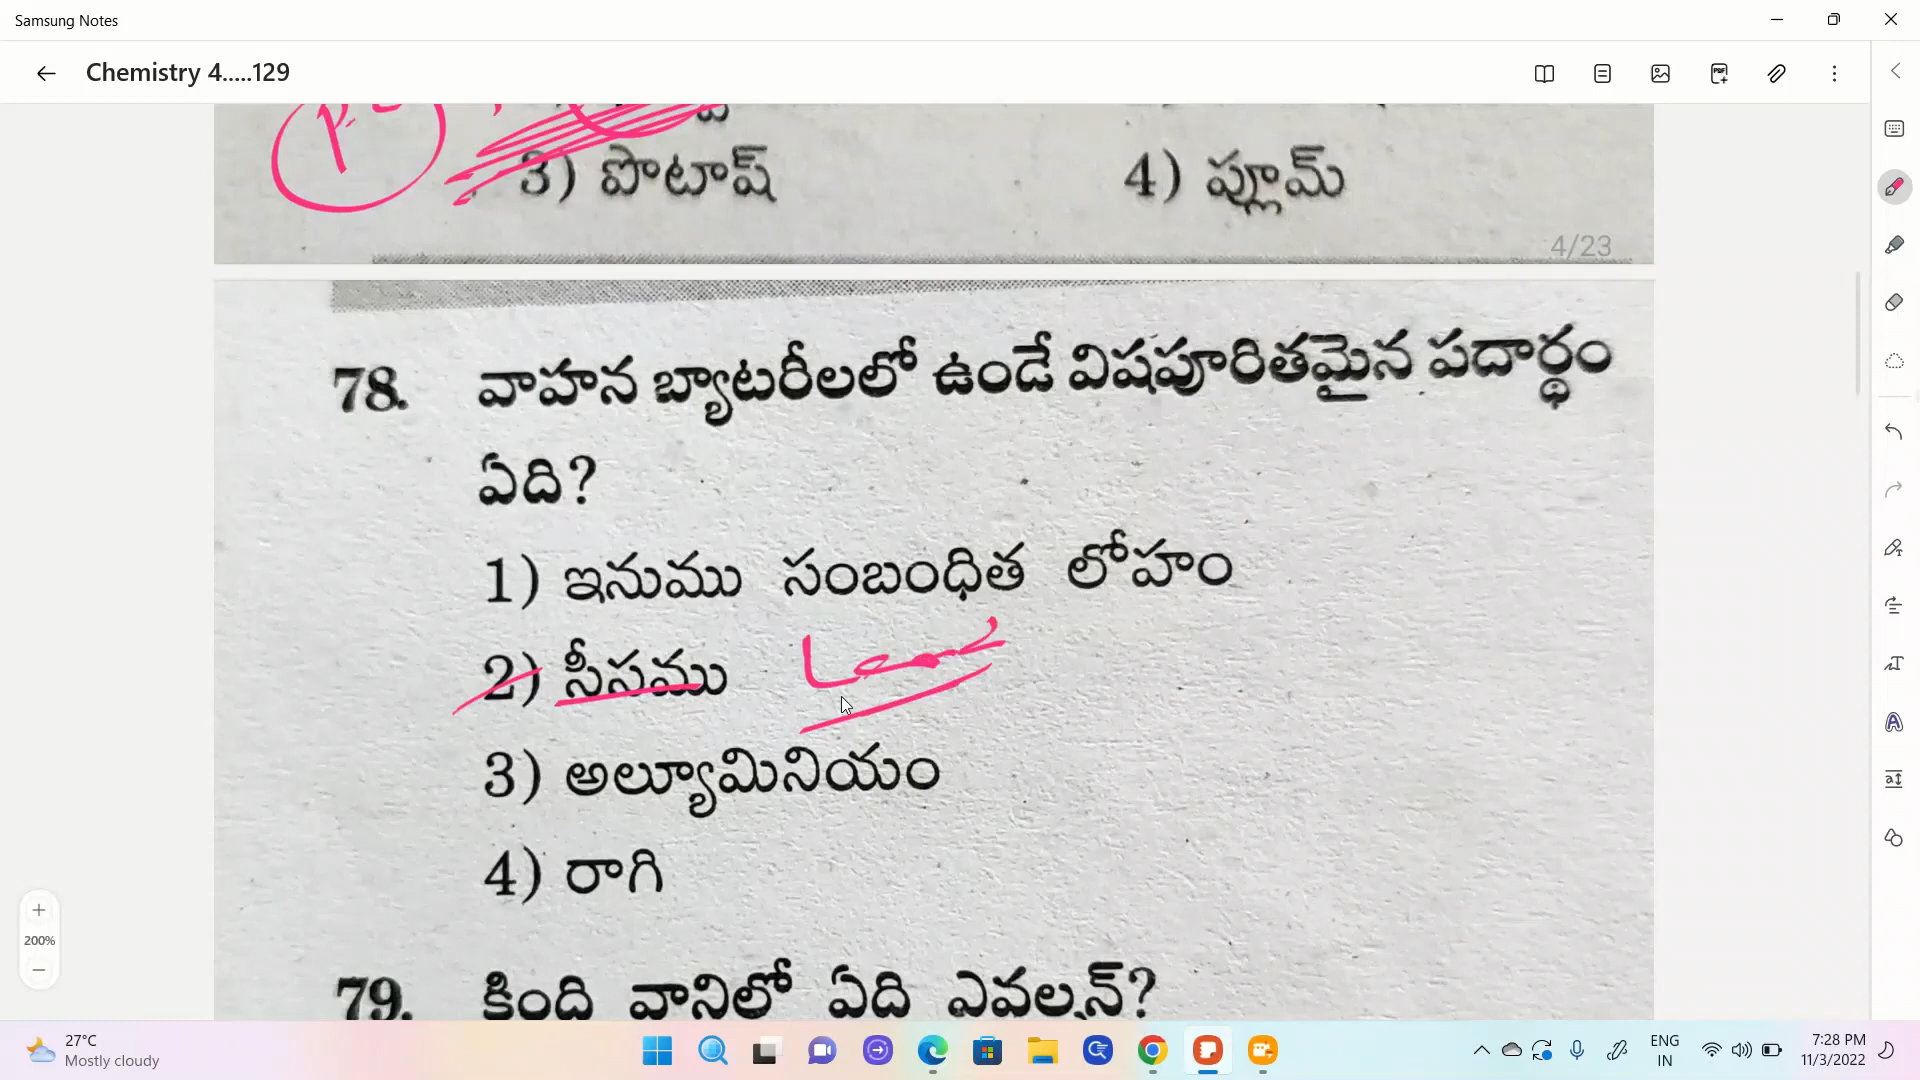 Samsung Notes
Chemistry 4.....129
3) పొటాష్
4) ప్లూమ్
4/23
78. వాహన బ్యాటరీలలో ఉండే విషపూరితమైన పదార్థం
ఏది?
1) ఇనుము సంబంధిత లోహం
2) సీసము Lead
3) అల్యూమినియం
4) రాగి
79. కింది వానిలో ఏది ఎవలన్?
+
200%
−
27°C
Mostly cloudy
ENG
IN
7:28 PM
11/3/2022